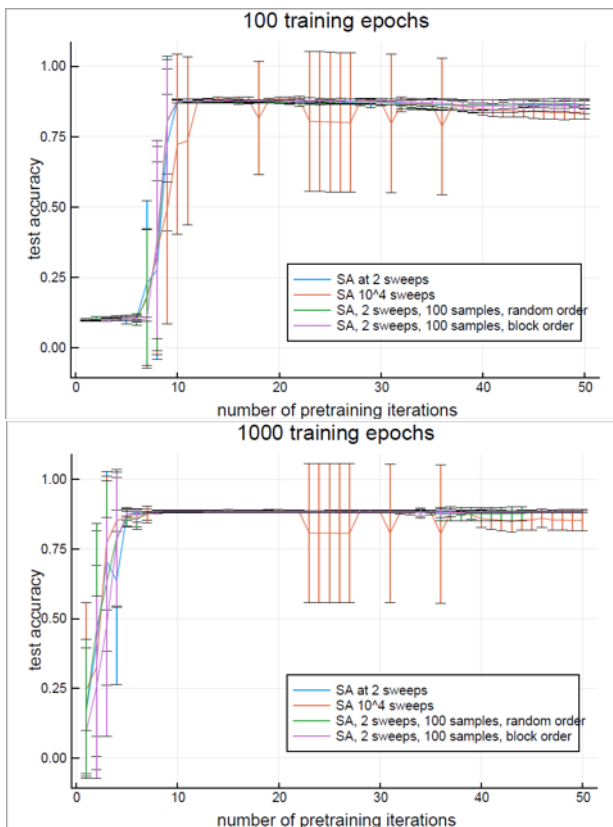 100 training epochs
test accuracy
1.00
0.75
0.50
0.25
0.00
SA at 2 sweeps
SA 10^4 sweeps
SA, 2 sweeps, 100 samples, random order
SA, 2 sweeps, 100 samples, block order
0 10 20 30 40 50
number of pretraining iterations
1000 training epochs
test accuracy
1.00
0.75
0.50
0.25
0.00
SA at 2 sweeps
SA 10^4 sweeps
SA, 2 sweeps, 100 samples, random order
SA, 2 sweeps, 100 samples, block order
0 10 20 30 40 50
number of pretraining iterations